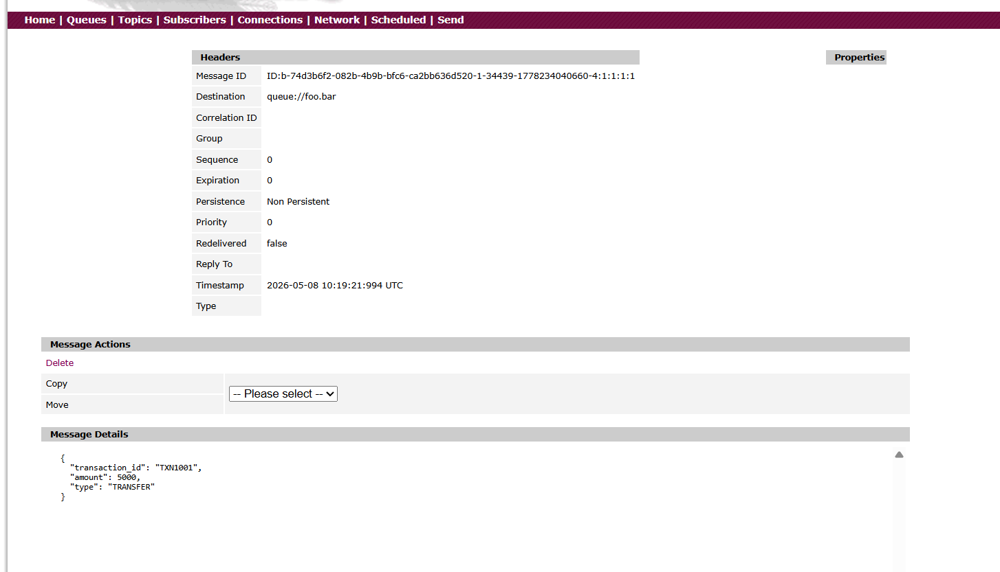 Home | Queues | Topics | Subscribers | Connections | Network | Scheduled | Send
Headers
Message ID ID:b-74d3b6f2-082b-4b9b-bfc6-ca2bb636d520-1-34439-1778234040660-4:1:1:1:1
Destination queue://foo.bar
Correlation ID
Group
Sequence 0
Expiration 0
Persistence Non Persistent
Priority 0
Redelivered false
Reply To
Timestamp 2026-05-08 10:19:21:994 UTC
Type
Properties
Message Actions
Delete
Copy
-- Please select --
Move
Message Details
{
"transaction_id": "TXN1001",
"amount": 5000,
"type": "TRANSFER"
}